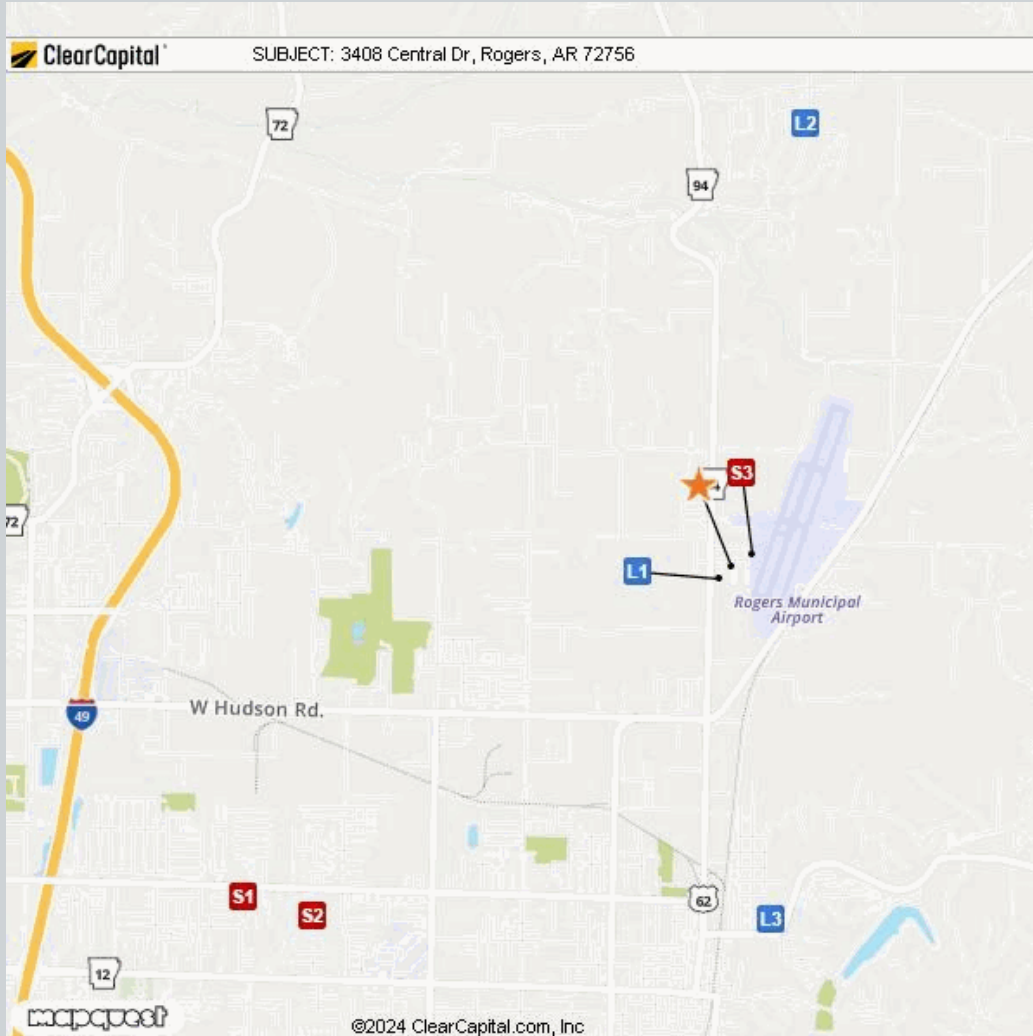 ClearCapital SUBJECT: 3408 Central Dr, Rogers, AR 72756
72
L2
94
S3
72
L1
Rogers Municipal
Airport
W Hudson Rd.
49
S1
S2
62
L3
12
mapquest
©2024 ClearCapital.com, Inc